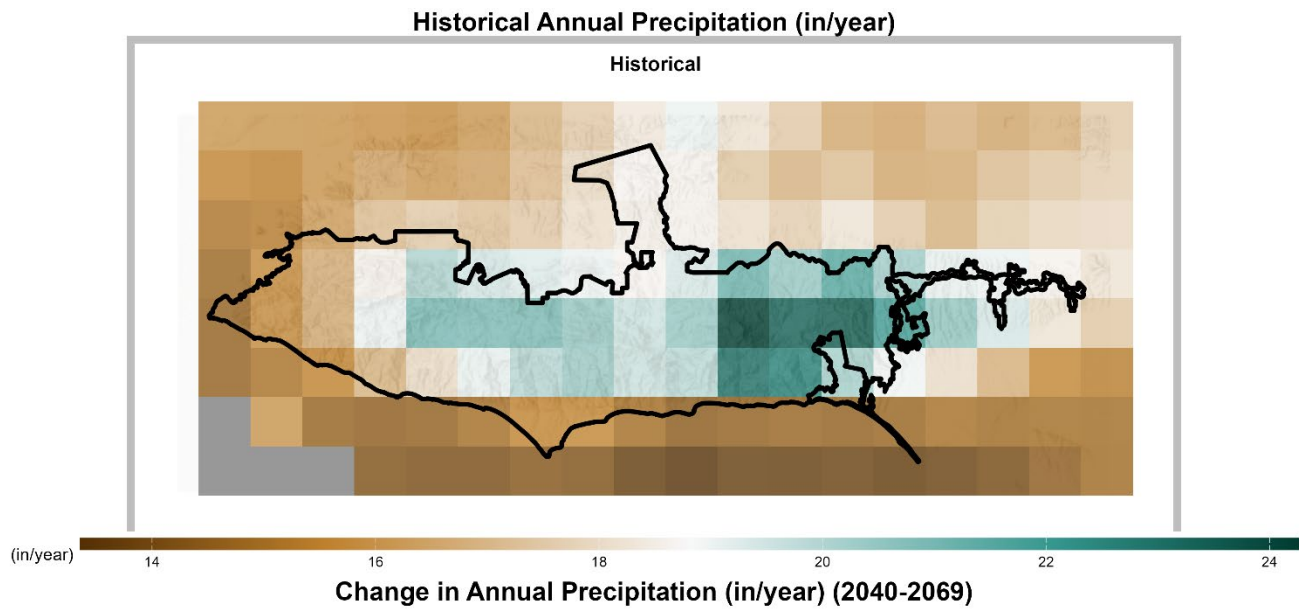 Historical Annual Precipitation (in/year)
Historical
(in/year)
14 16 18 20 22 24
Change in Annual Precipitation (in/year) (2040-2069)